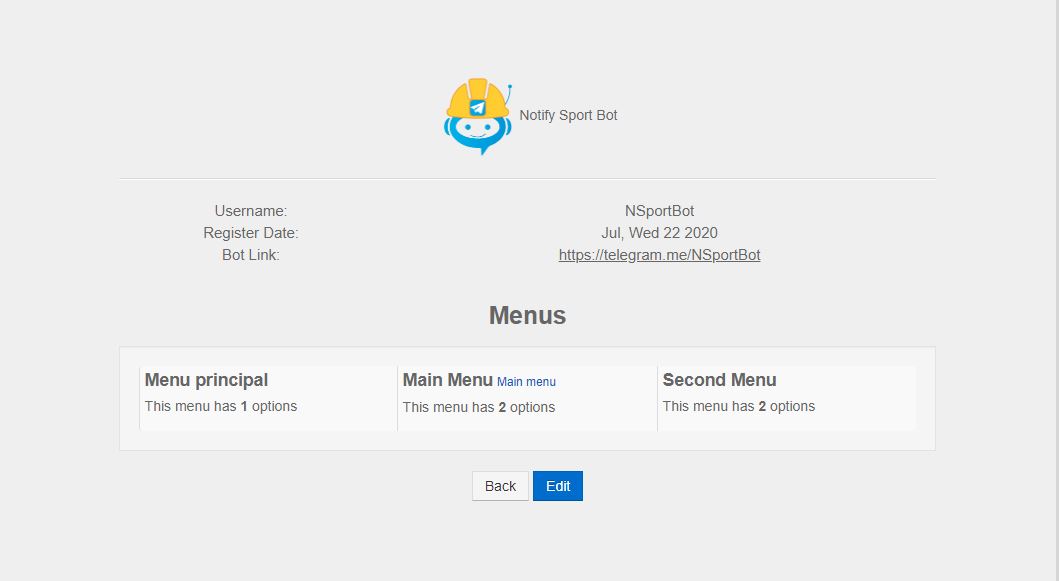 Notify Sport Bot
Username: NSportBot
Register Date: Jul, Wed 22 2020
Bot Link: https://telegram.me/NSportBot
Menus
Menu principal
This menu has 1 options
Main Menu Main menu
This menu has 2 options
Second Menu
This menu has 2 options
Back Edit